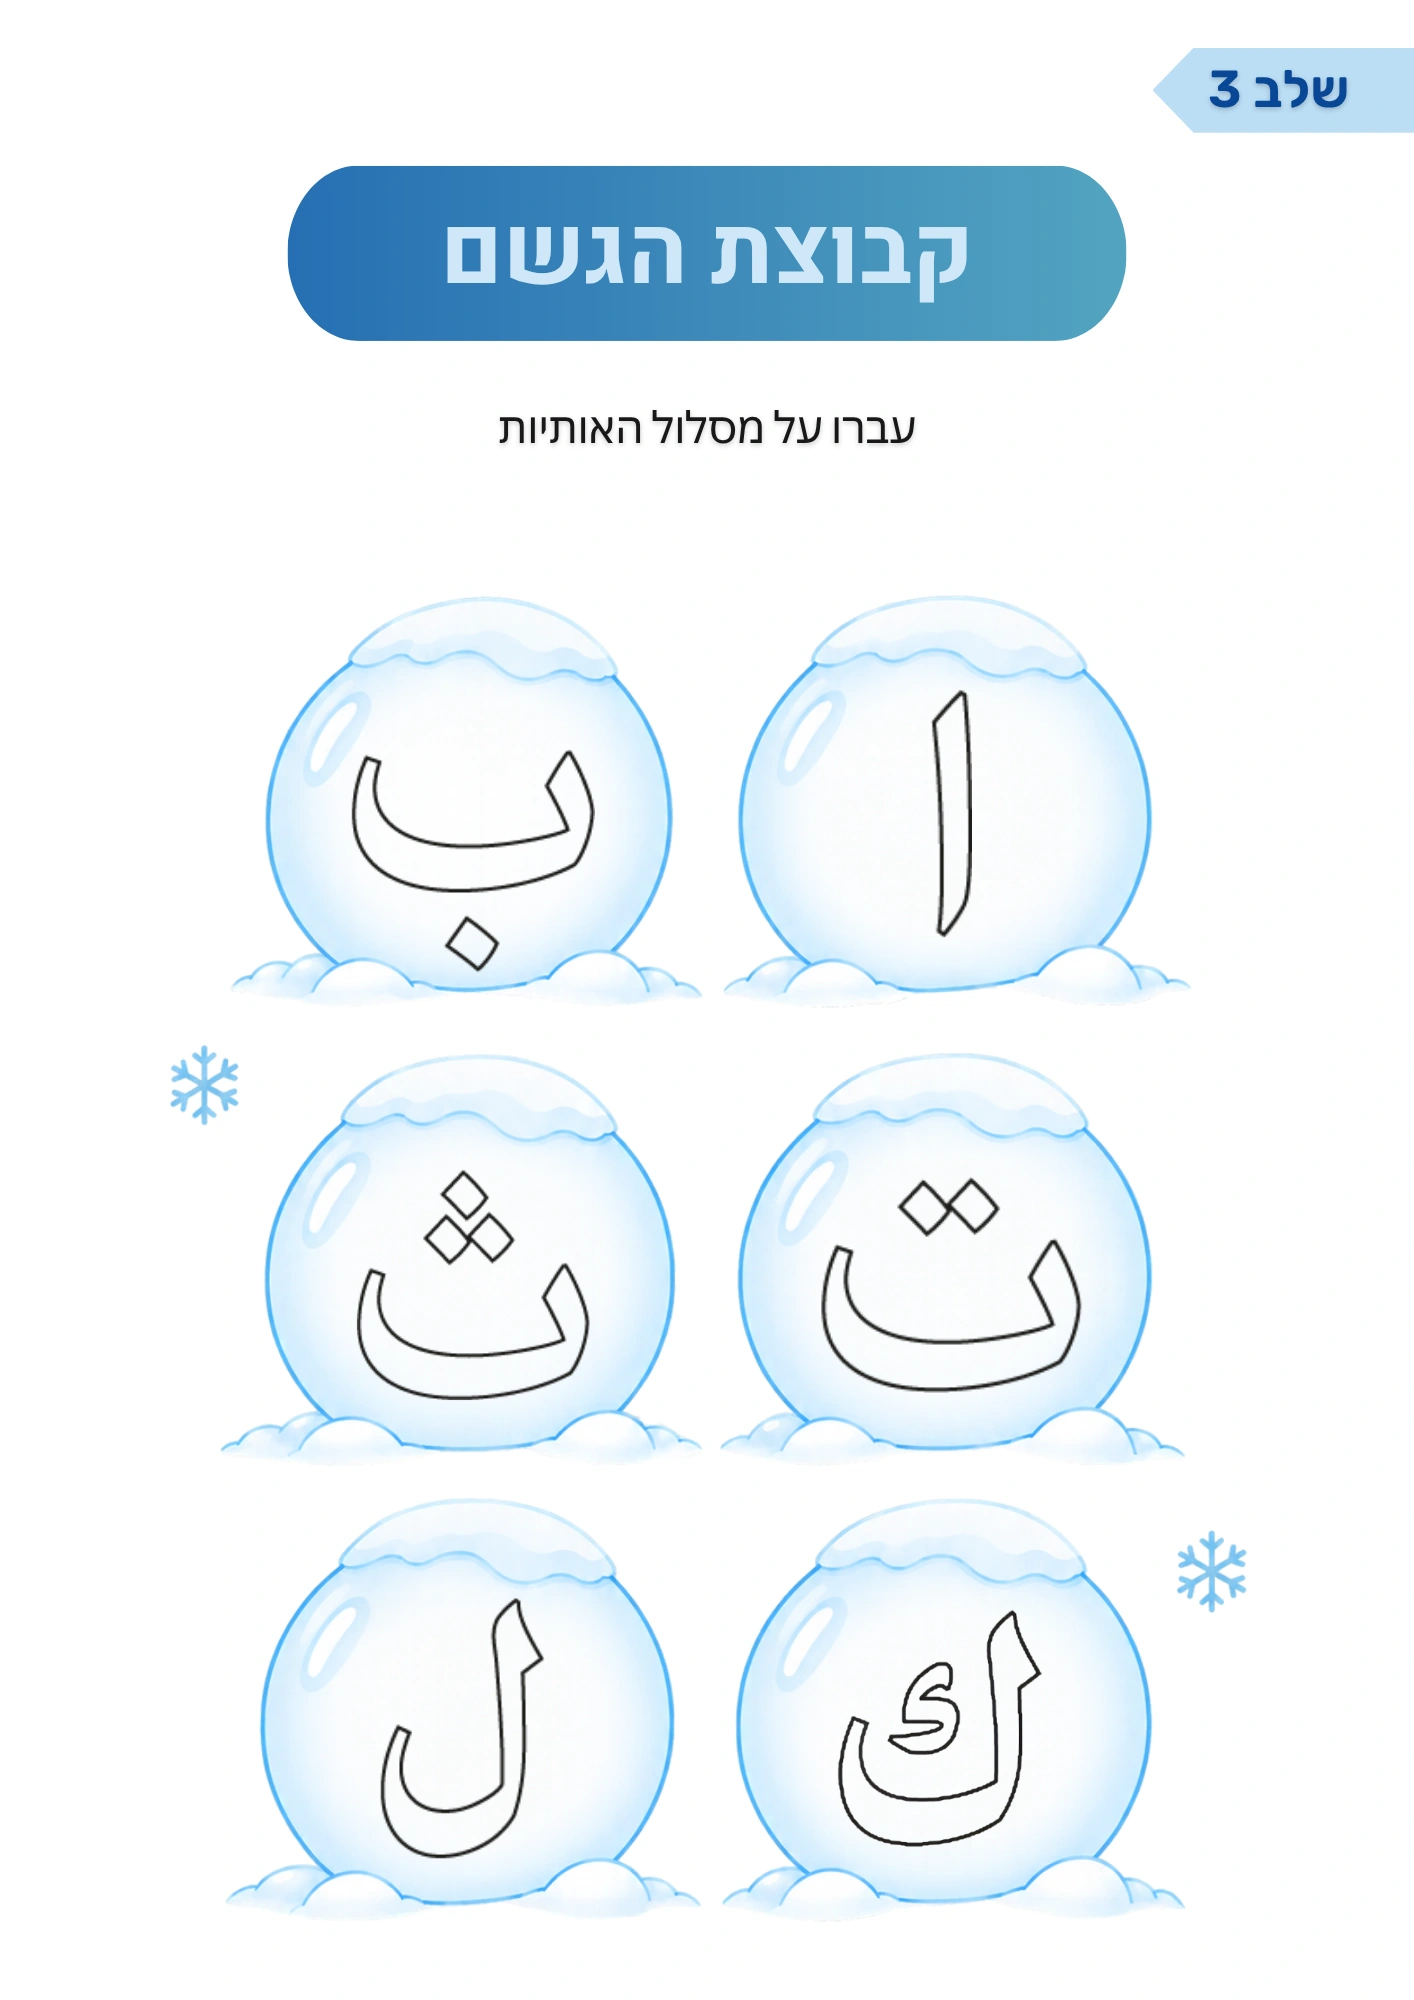 שלב 3
קבוצת הגשם
עברו על מסלול האותיות
ا ب
ت ث
ك ل